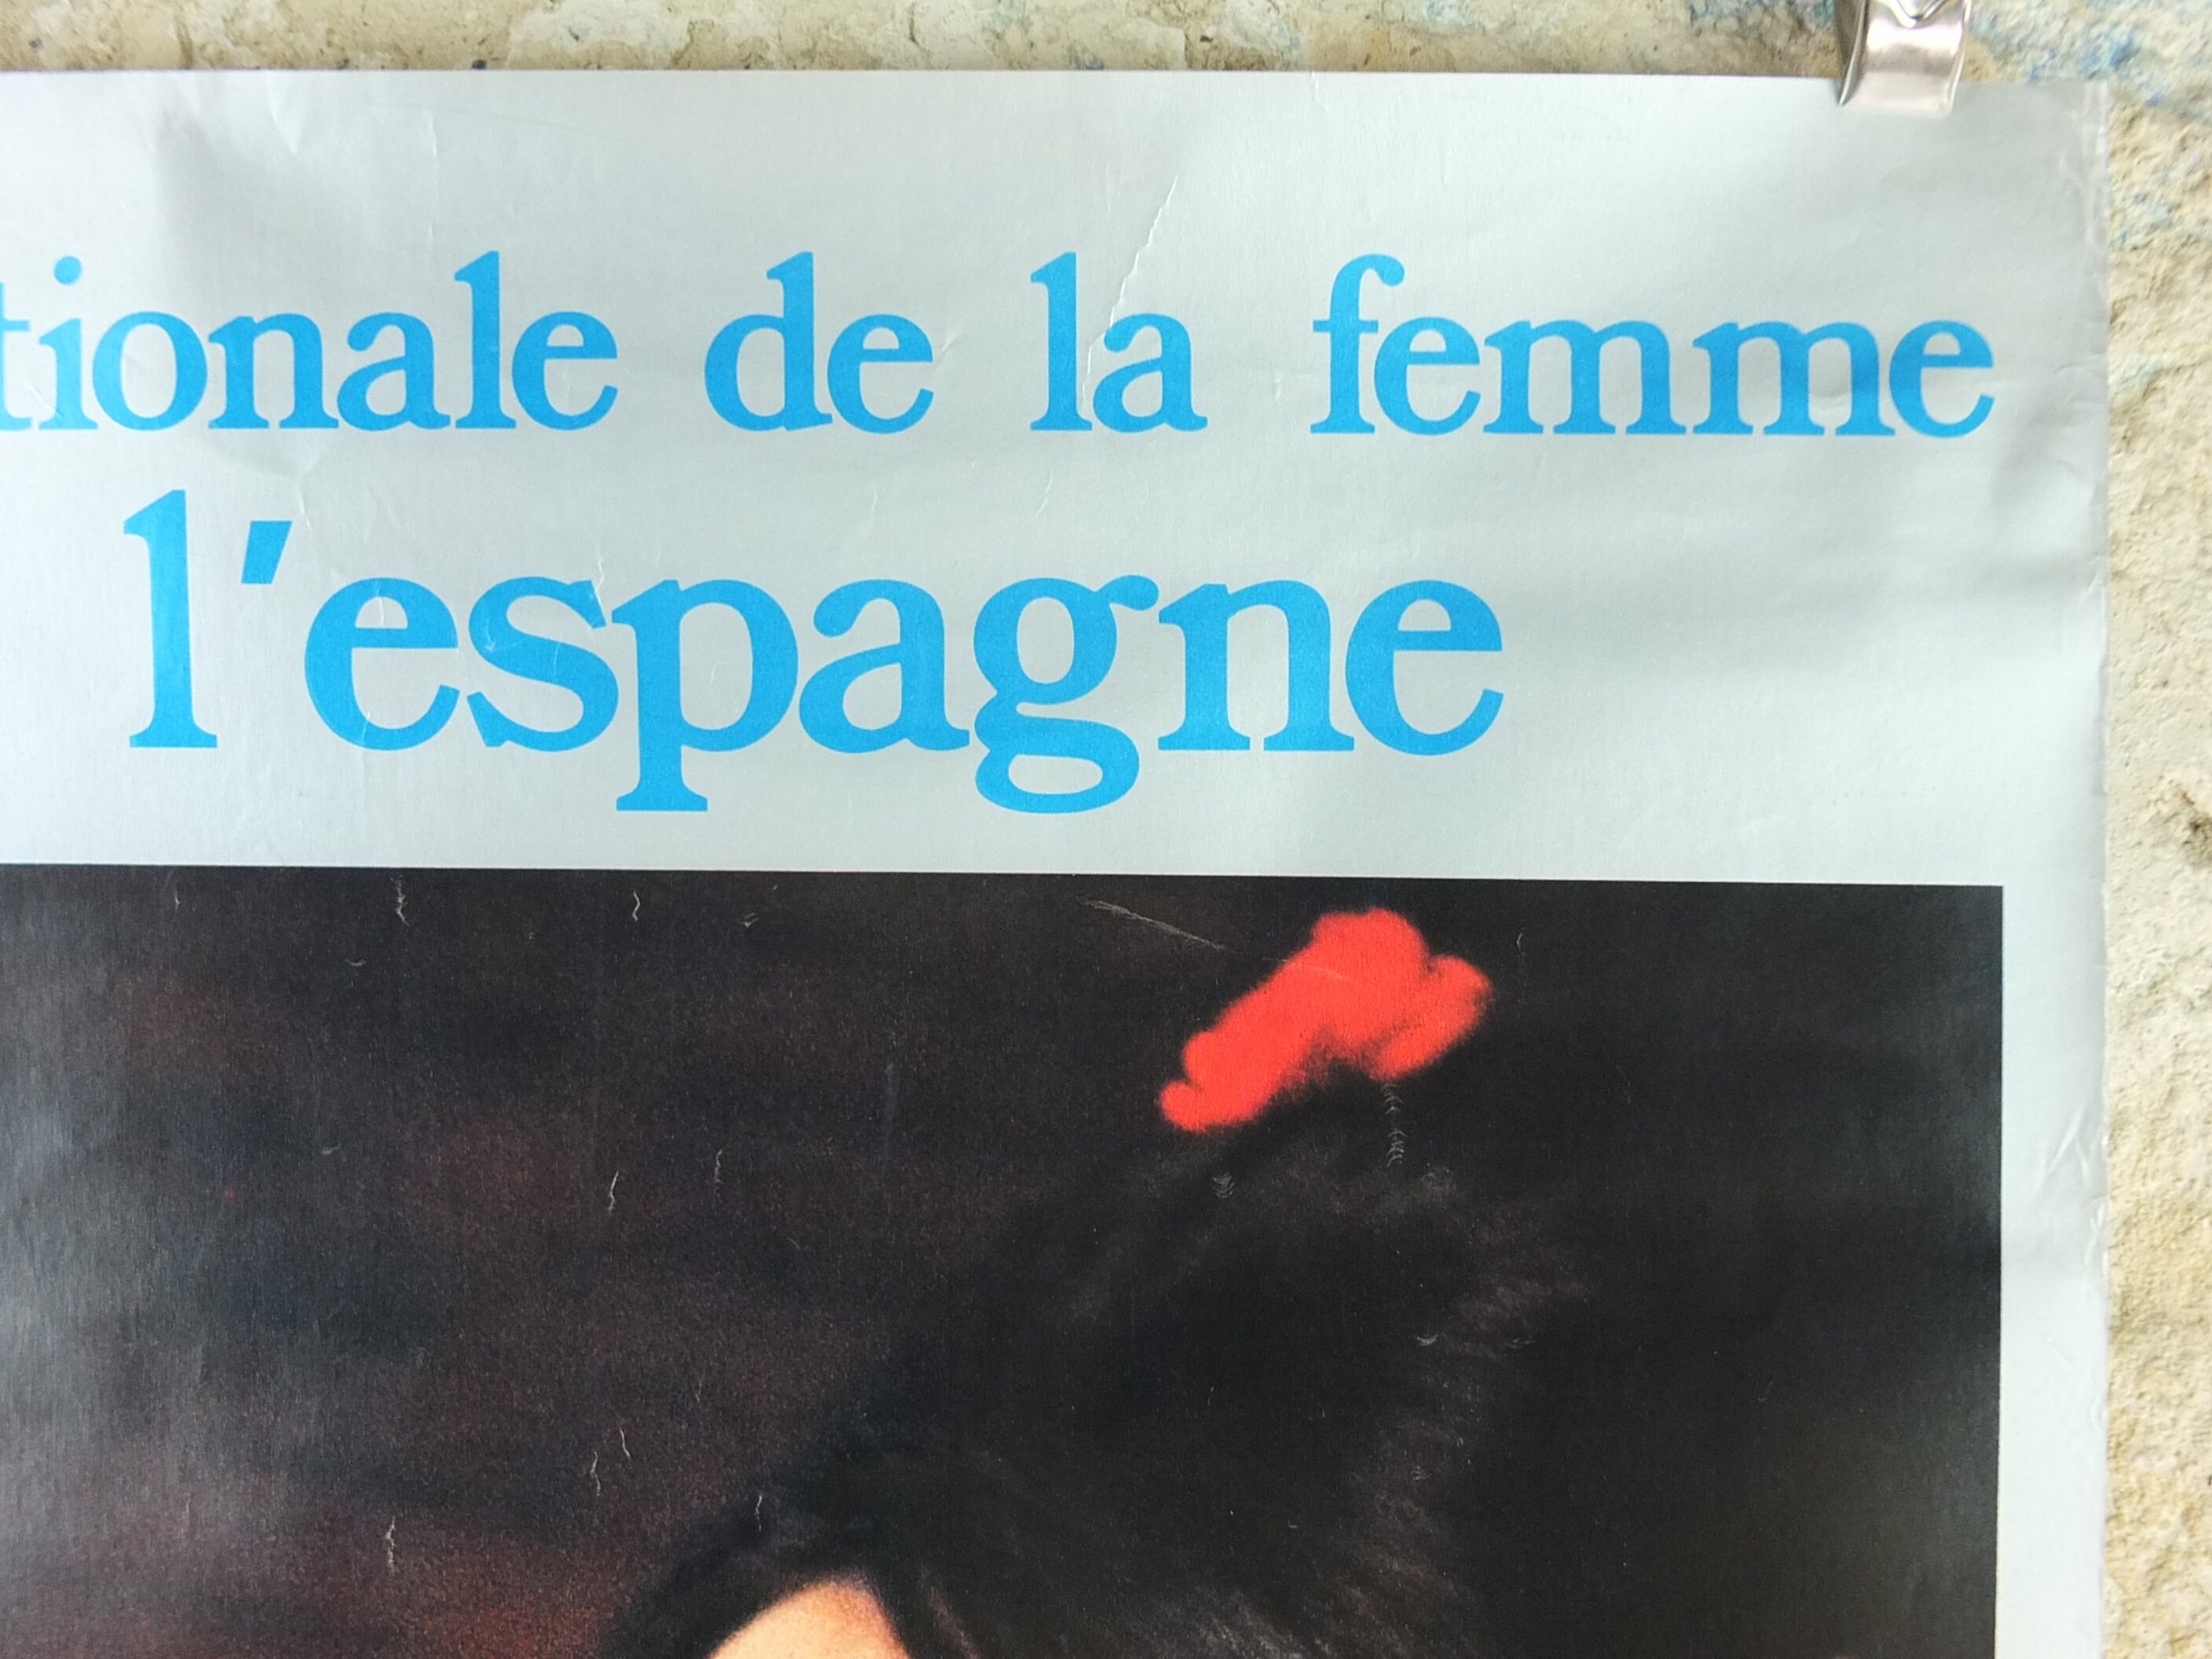 tionale de la femme
l'espagne